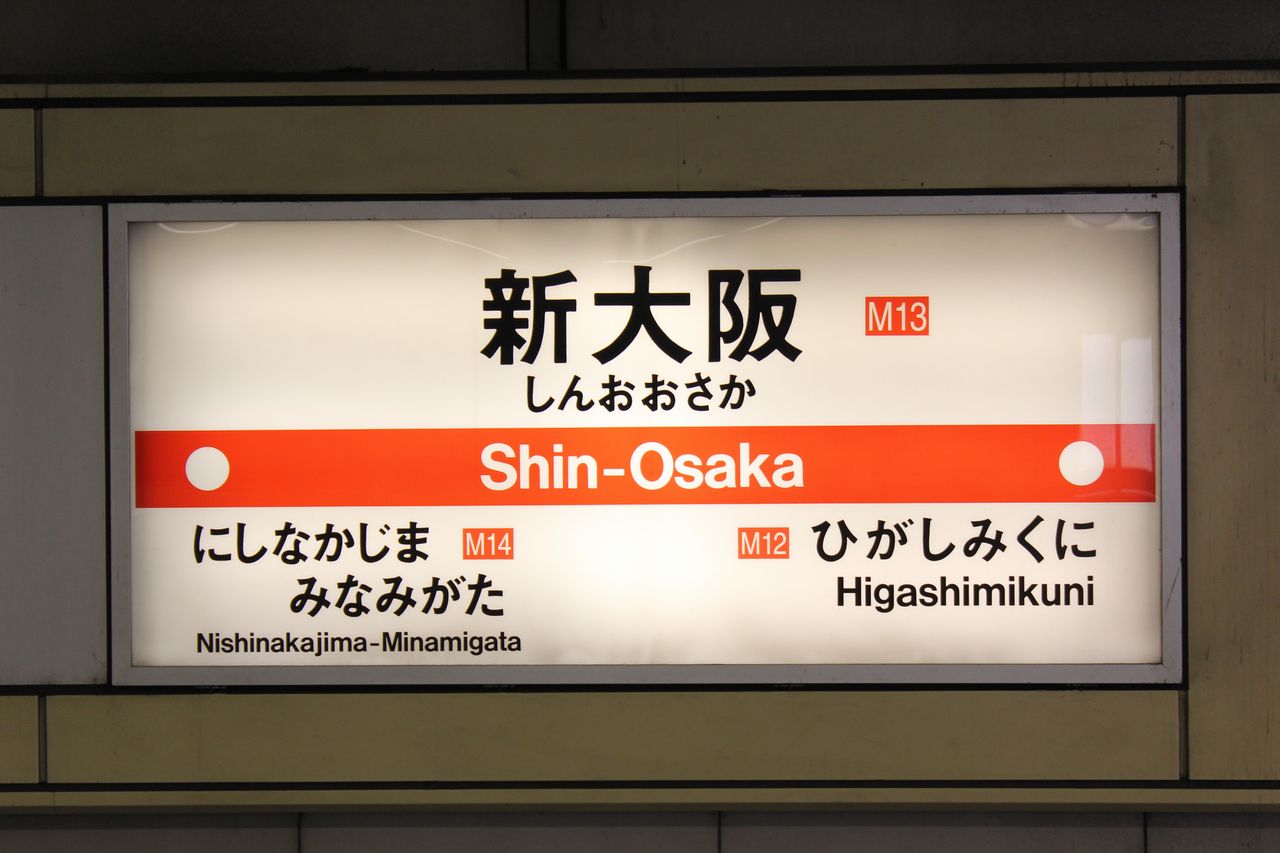 新大阪 M13
しんおおさか
Shin-Osaka
にしなかじま M14
みなみがた
Nishinakajima-Minamigata
M12 ひがしみくに
Higashimikuni